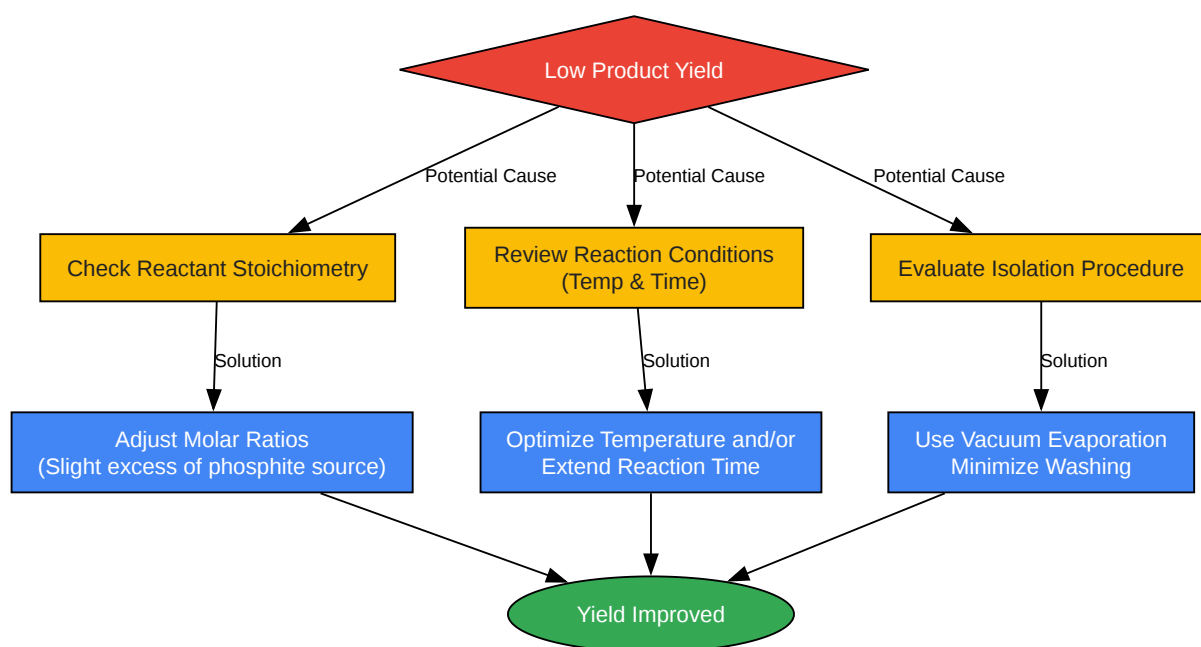 Low Product Yield
Potential Cause
Potential Cause
Potential Cause
Check Reactant Stoichiometry
Review Reaction Conditions
(Temp & Time)
Evaluate Isolation Procedure
Solution
Solution
Solution
Adjust Molar Ratios
(Slight excess of phosphite source)
Optimize Temperature and/or
Extend Reaction Time
Use Vacuum Evaporation
Minimize Washing
Yield Improved